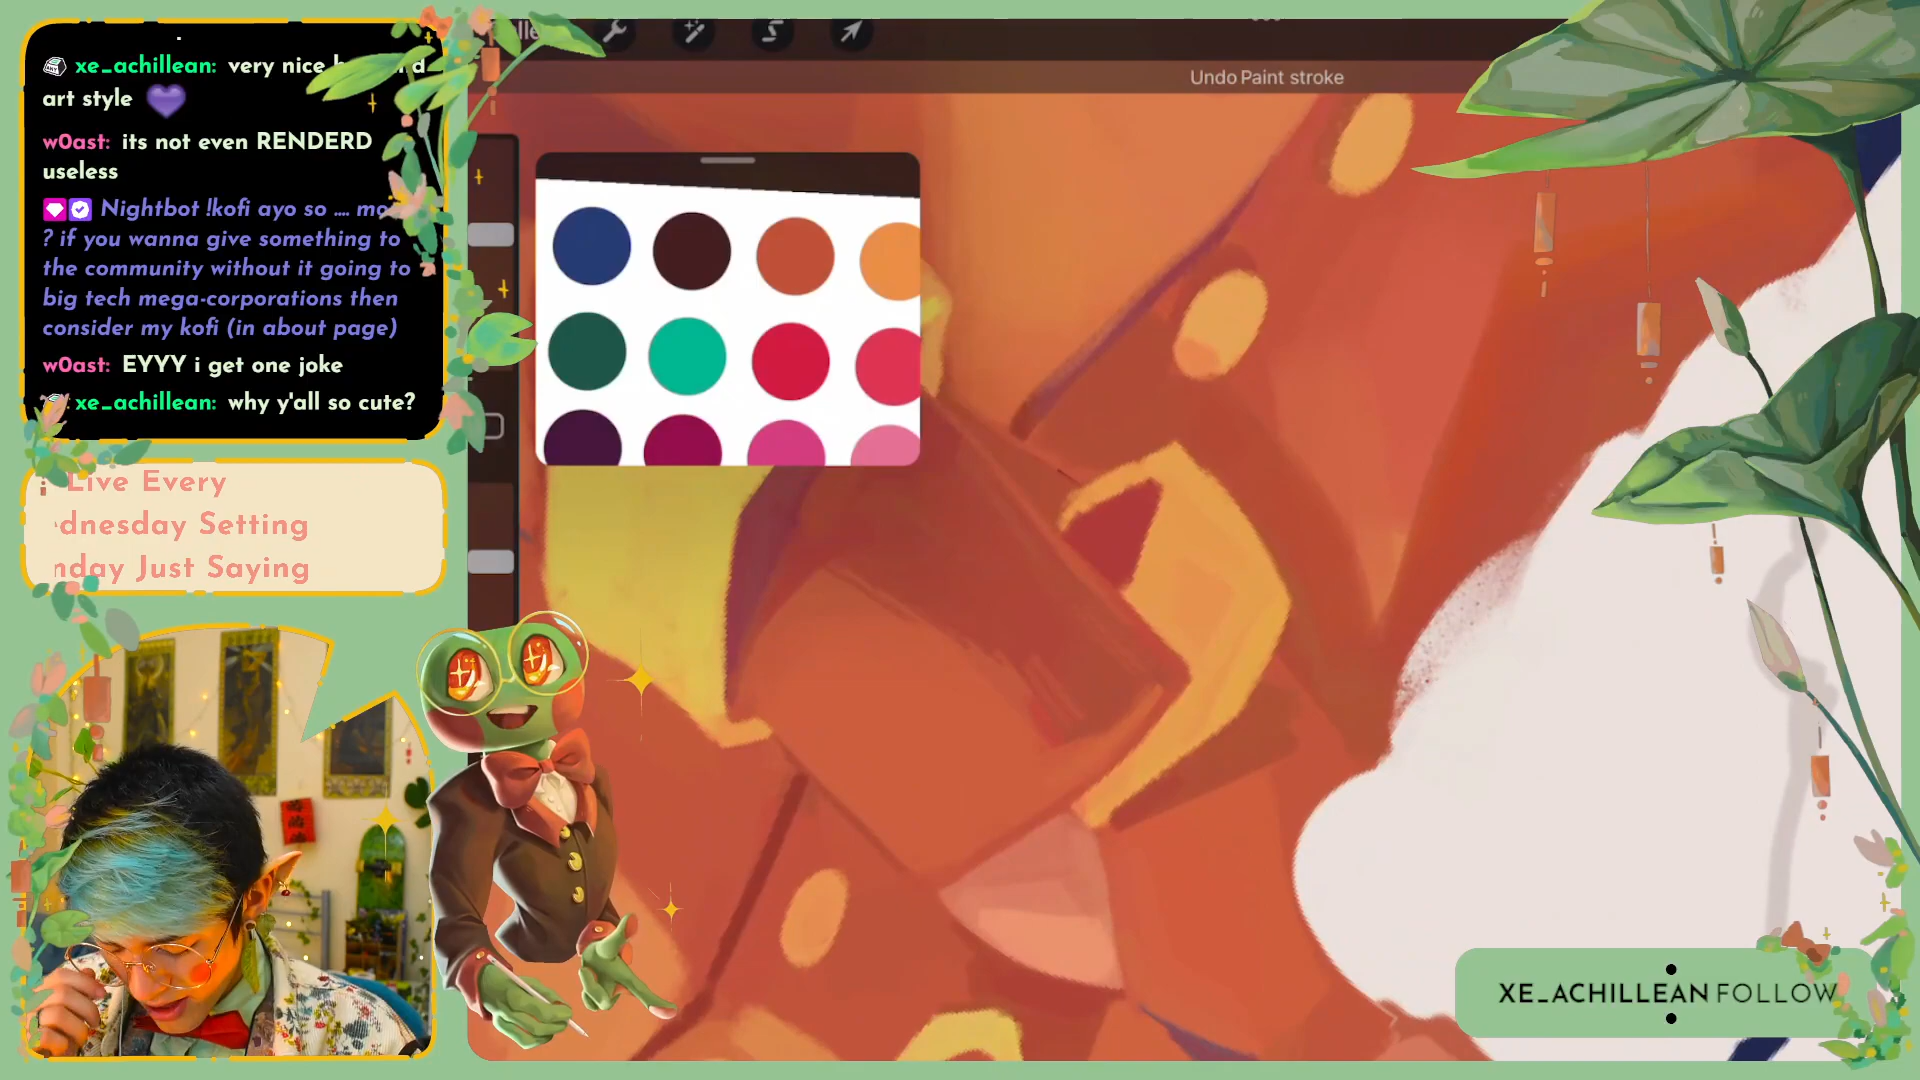 xe_achillean: very nice
art style
w0ast: its not even RENDERD
useless
Nightbot !kofi ayo so .... 
? if you wanna give something to
the community without it going to
big tech mega-corporations then
consider my kofi (in about page)
w0ast: EYYY i get one joke
xe_achillean: why y'all so cute?
Live Every
Setting
Just Saying
Undo Paint stroke
XE_ACHILLEAN FOLLOW